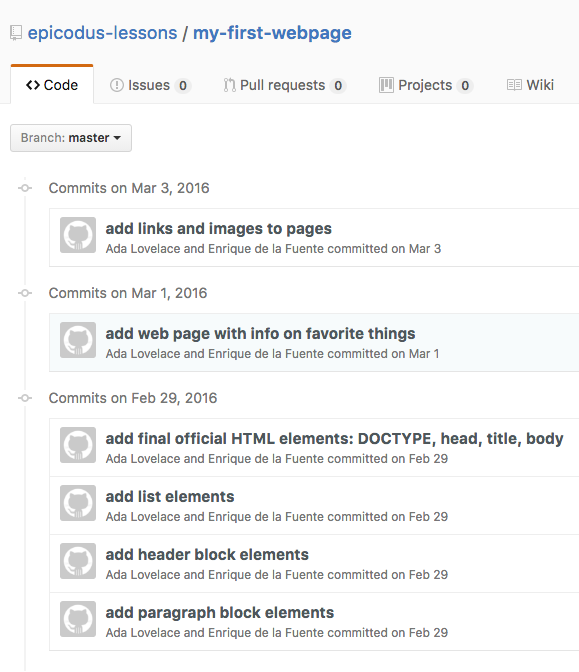 epicodus-lessons / my-first-webpage
Code Issues 0 Pull requests 0 Projects 0 Wiki
Branch: master
Commits on Mar 3, 2016
add links and images to pages
Ada Lovelace and Enrique de la Fuente committed on Mar 3
Commits on Mar 1, 2016
add web page with info on favorite things
Ada Lovelace and Enrique de la Fuente committed on Mar 1
Commits on Feb 29, 2016
add final official HTML elements: DOCTYPE, head, title, body
Ada Lovelace and Enrique de la Fuente committed on Feb 29
add list elements
Ada Lovelace and Enrique de la Fuente committed on Feb 29
add header block elements
Ada Lovelace and Enrique de la Fuente committed on Feb 29
add paragraph block elements
Ada Lovelace and Enrique de la Fuente committed on Feb 29